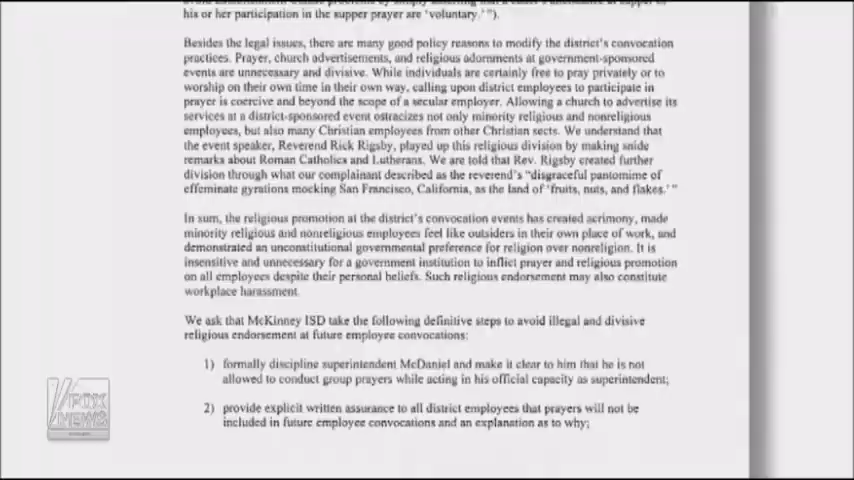 his or her participation in the supper prayer are 'voluntary.' ").
Besides the legal issues, there are many good policy reasons to modify the district's convocation
practices. Prayer, church advertisements, and religious adornments at government-sponsored
events are unnecessary and divisive. While individuals are certainly free to pray privately or to
worship on their own time in their own way, calling upon district employees to participate in
prayer is coercive and beyond the scope of a secular employer. Allowing a church to advertise its
services at a district-sponsored event ostracizes not only minority religious and nonreligious
employees, but also many Christian employees from other Christian sects. We understand that
the event speaker, Reverend Rick Rigsby, played up this religious division by making snide
remarks about Roman Catholics and Lutherans. We are told that Rev. Rigsby created further
division through what our complainant described as the reverend's "disgraceful pantomime of
effeminate gyrations mocking San Francisco, California, as the land of 'fruits, nuts, and flakes.' "
In sum, the religious promotion at the district's convocation events has created acrimony, made
minority religious and nonreligious employees feel like outsiders in their own place of work, and
demonstrated an unconstitutional governmental preference for religion over nonreligion. It is
insensitive and unnecessary for a government institution to inflict prayer and religious promotion
on all employees despite their personal beliefs. Such religious endorsement may also constitute
workplace harassment.
We ask that McKinney ISD take the following definitive steps to avoid illegal and divisive
religious endorsement at future employee convocations:
1) formally discipline superintendent McDaniel and make it clear to him that he is not
allowed to conduct group prayers while acting in his official capacity as superintendent;
2) provide explicit written assurance to all district employees that prayers will not be
included in future employee convocations and an explanation as to why;
FOX
NEWS